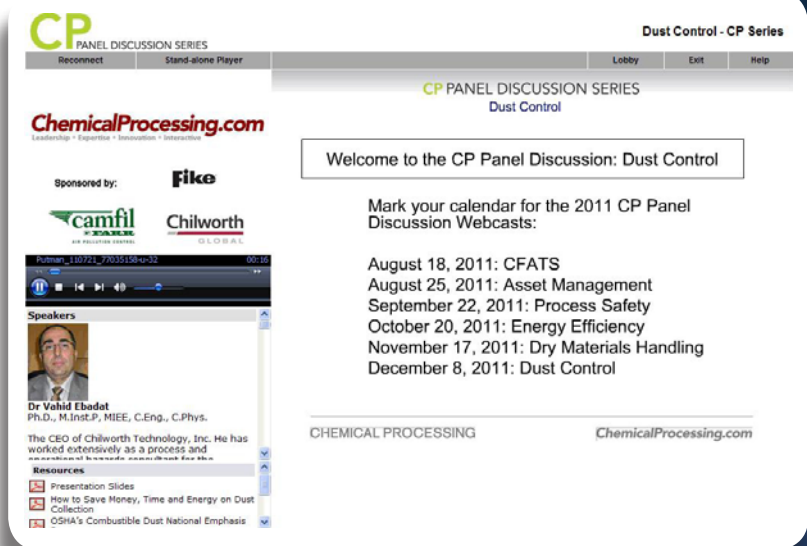 CP
PANEL DISCUSSION SERIES
Dust Control - CP Series
Reconnect
Stand-alone Player
Lobby
Exit
Help
ChemicalProcessing.com
Leadership • Expertise • Innovation • Interactive
Sponsored by:
Fike
camfil
FARR
AIR POLLUTION CONTROL
Chilworth
GLOBAL
Putman_110721_77035158-u-32
00:16
Speakers
Dr Vahid Ebadat
Ph.D., M.Inst.P, MIEE, C.Eng., C.Phys.
The CEO of Chilworth Technology, Inc. He has
worked extensively as a process and
operational hazards consultant for the
Resources
Presentation Slides
How to Save Money, Time and Energy on Dust
Collection
OSHA's Combustible Dust National Emphasis
CP PANEL DISCUSSION SERIES
Dust Control
Welcome to the CP Panel Discussion: Dust Control
Mark your calendar for the 2011 CP Panel
Discussion Webcasts:
August 18, 2011: CFATS
August 25, 2011: Asset Management
September 22, 2011: Process Safety
October 20, 2011: Energy Efficiency
November 17, 2011: Dry Materials Handling
December 8, 2011: Dust Control
CHEMICAL PROCESSING
ChemicalProcessing.com